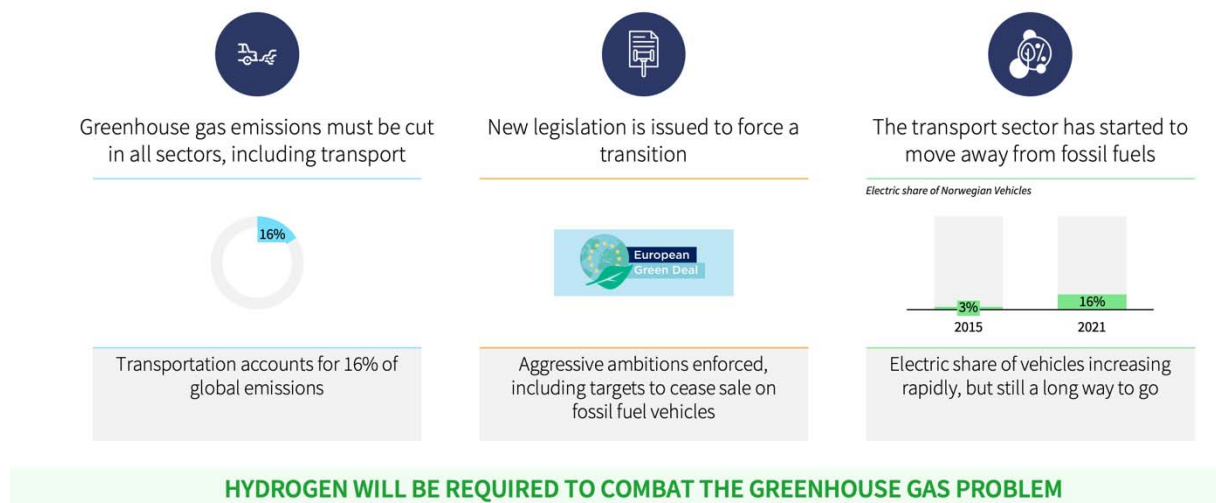 Greenhouse gas emissions must be cut
in all sectors, including transport
16%
Transportation accounts for 16% of
global emissions
New legislation is issued to force a
transition
European
Green Deal
Aggressive ambitions enforced,
including targets to cease sale on
fossil fuel vehicles
%
The transport sector has started to
move away from fossil fuels
Electric share of Norwegian Vehicles
3%
16%
2015
2021
Electric share of vehicles increasing
rapidly, but still a long way to go
HYDROGEN WILL BE REQUIRED TO COMBAT THE GREENHOUSE GAS PROBLEM